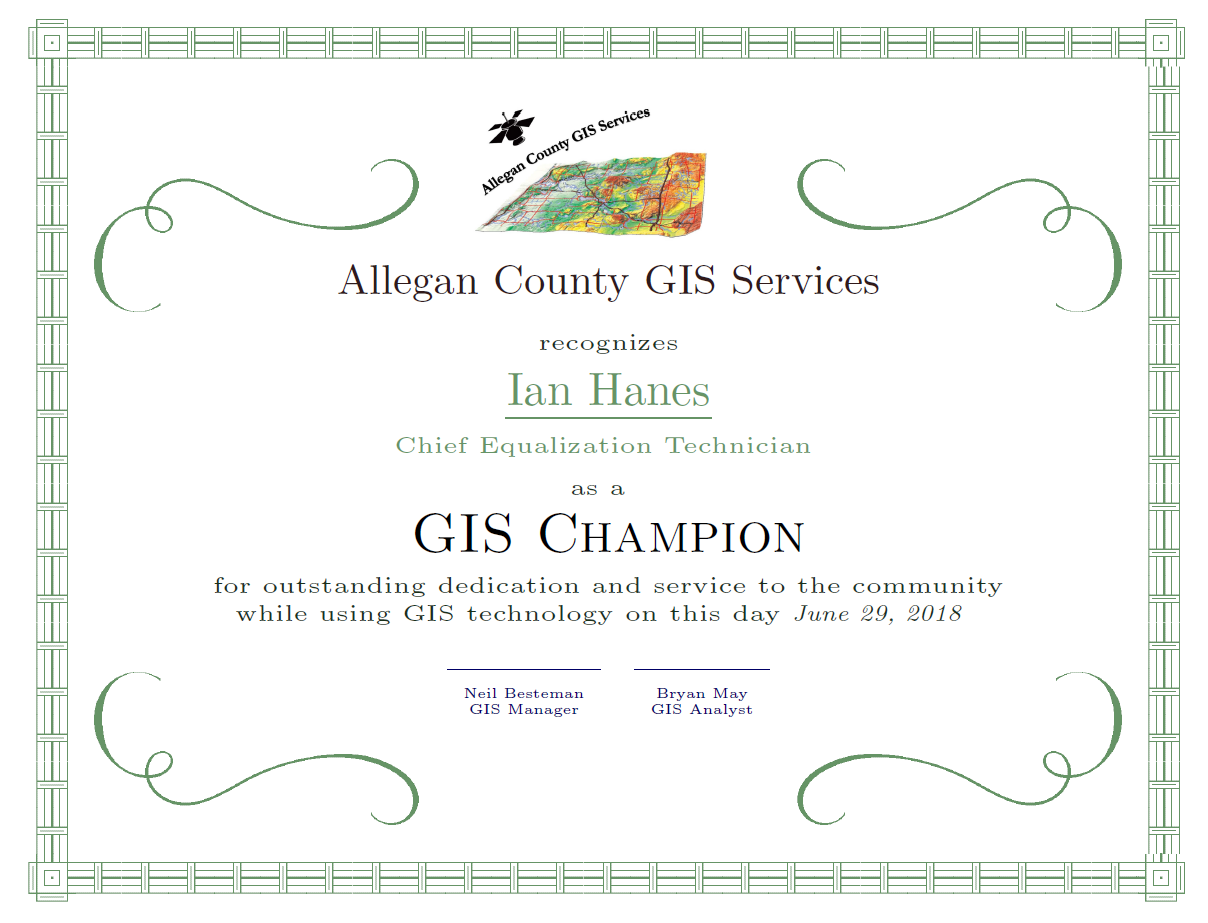 Allegan County GIS Services
Allegan County GIS Services
recognizes
Ian Hanes
Chief Equalization Technician
as a
GIS CHAMPION
for outstanding dedication and service to the community
while using GIS technology on this day June 29, 2018
Neil Besteman
GIS Manager
Bryan May
GIS Analyst